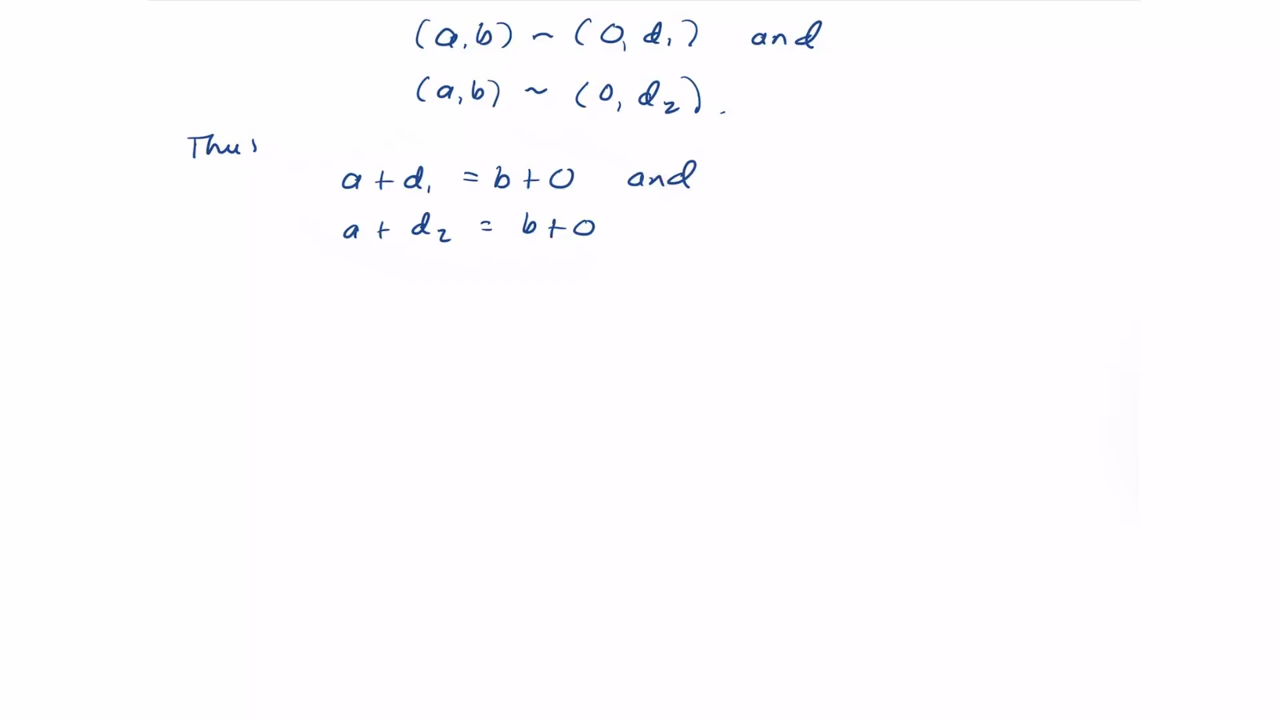 (a,b) ~ (0, d₁) and
(a,b) ~ (0, d₂).
Thus
a + d₁ = b + 0 and
a + d₂ = b + 0